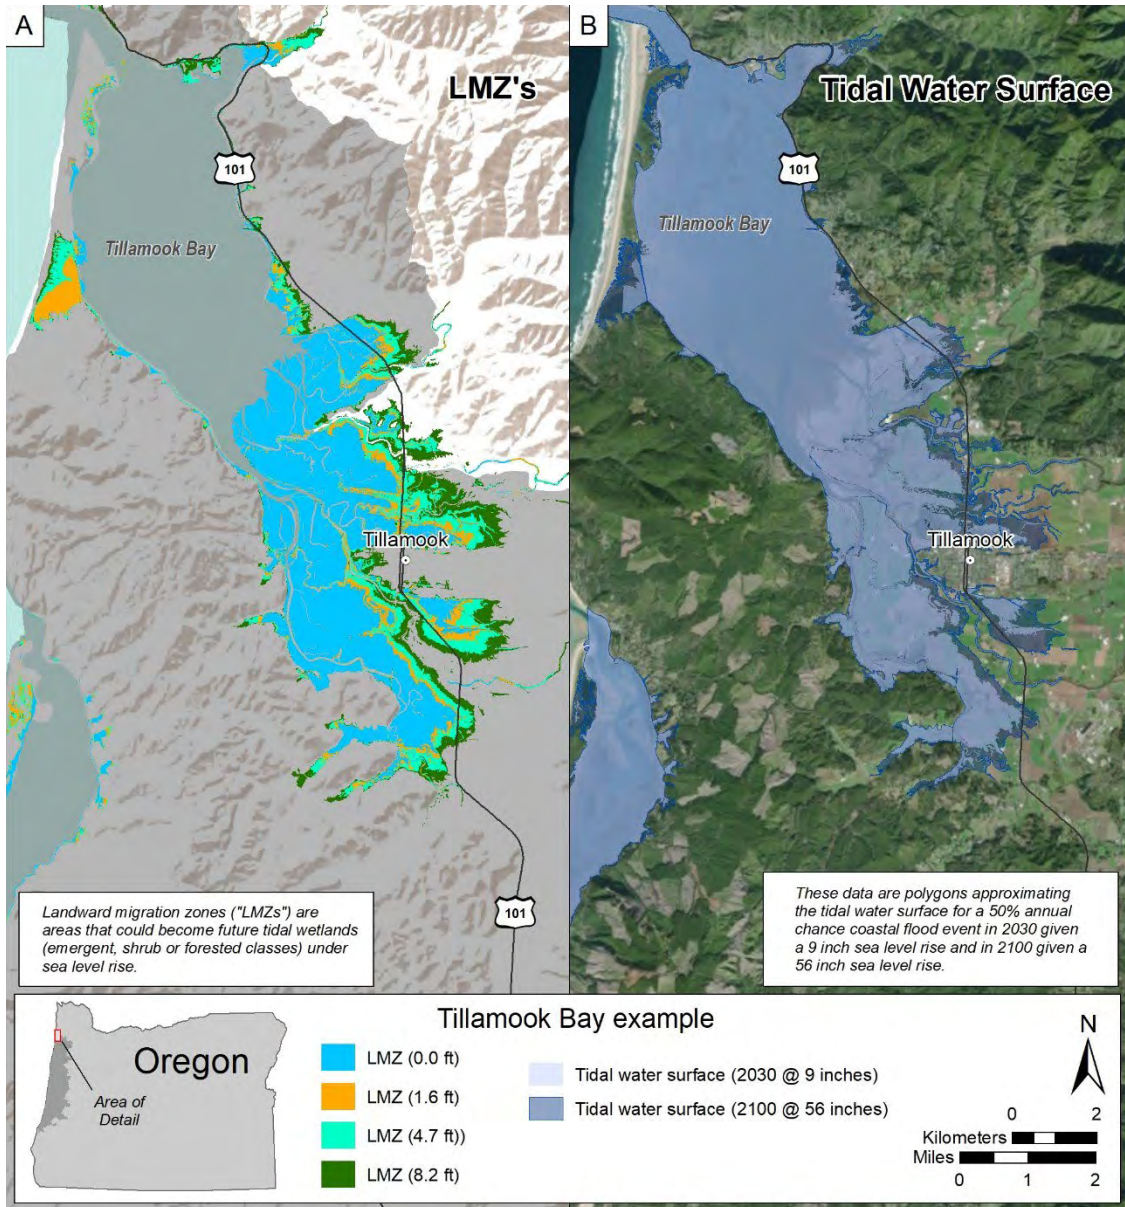 A
LMZ's
101
Tillamook Bay
Tillamook
101
Landward migration zones ("LMZs") are
areas that could become future tidal wetlands
(emergent, shrub or forested classes) under
sea level rise.
B
Tidal Water Surface
101
Tillamook Bay
Tillamook
These data are polygons approximating
the tidal water surface for a 50% annual
chance coastal flood event in 2030 given
a 9 inch sea level rise and in 2100 given a
56 inch sea level rise.
Tillamook Bay example
Oregon
Area of
Detail
LMZ (0.0 ft)
LMZ (1.6 ft)
LMZ (4.7 ft))
LMZ (8.2 ft)
Tidal water surface (2030 @ 9 inches)
Tidal water surface (2100 @ 56 inches)
N
0 2
Kilometers
Miles
0 1 2